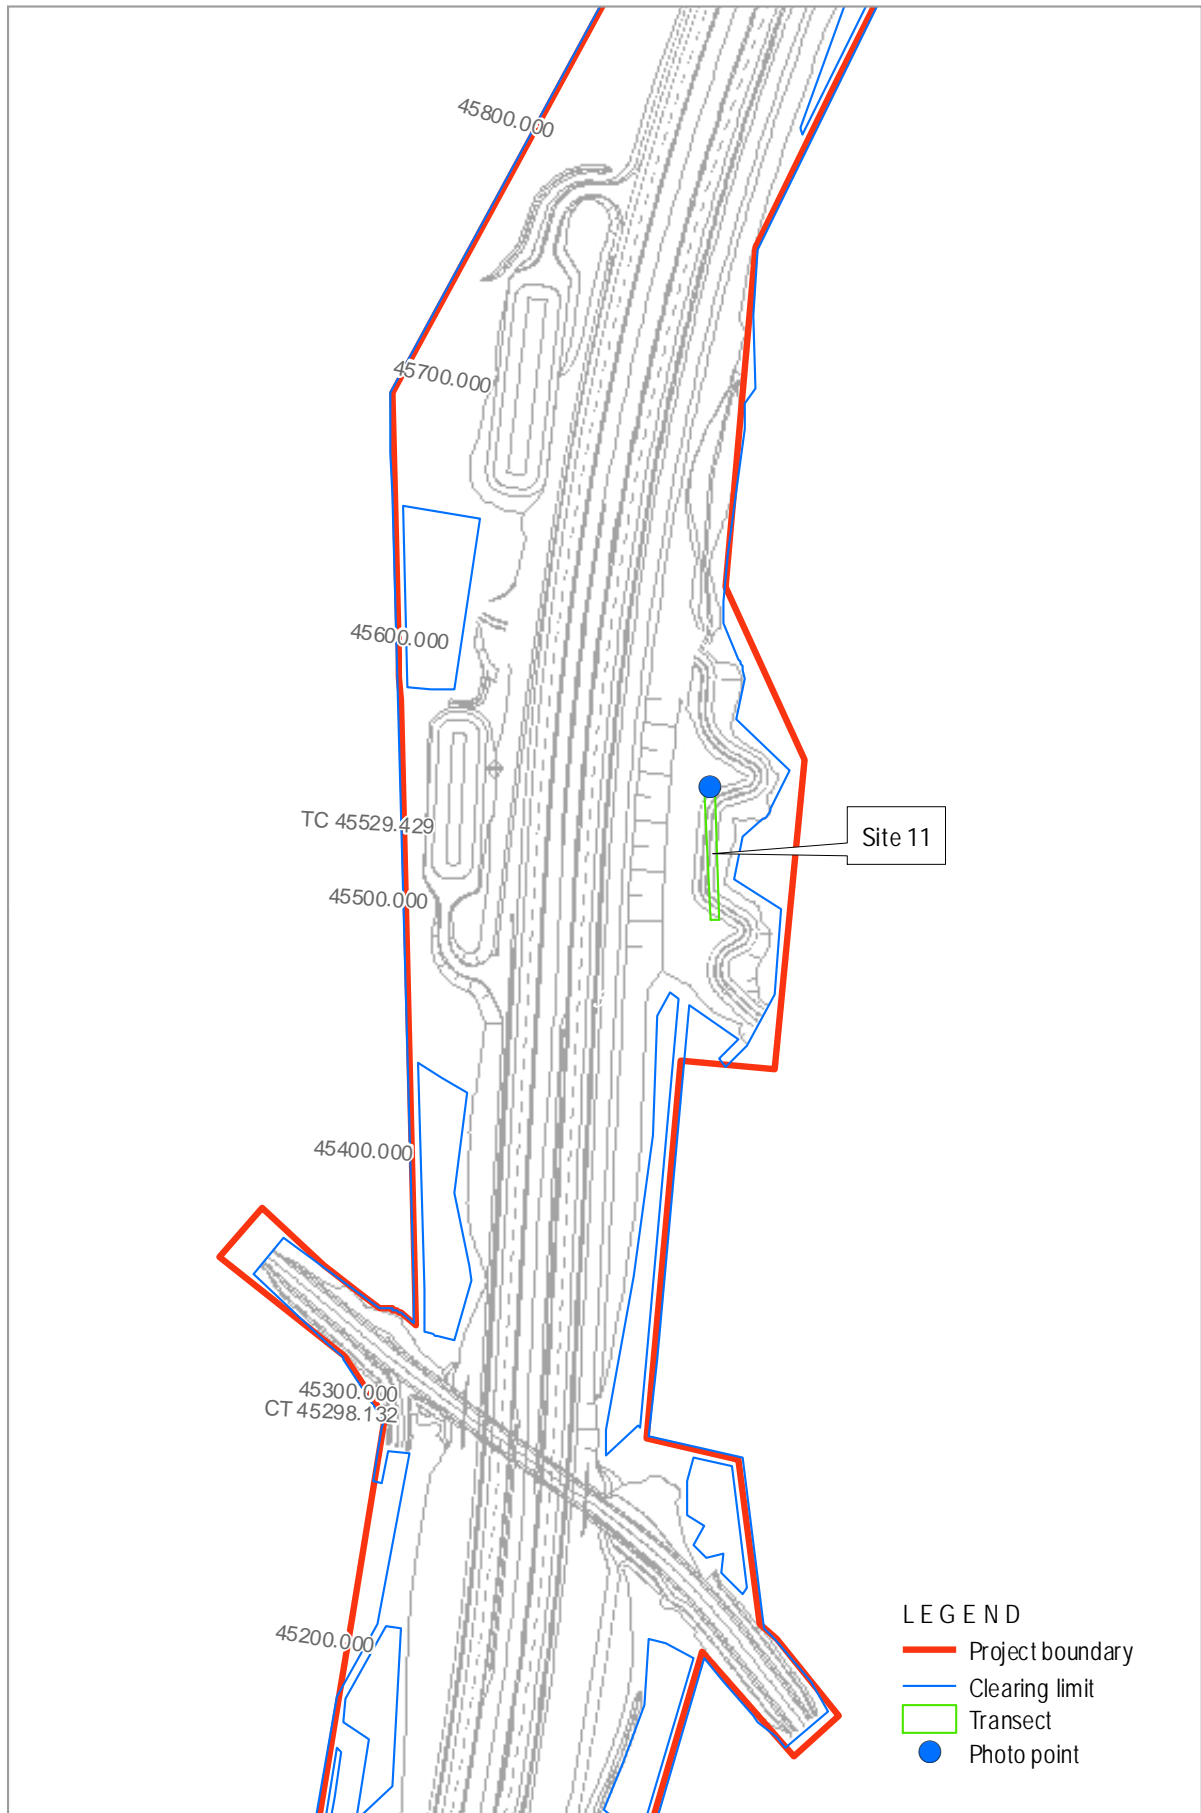 45800.000
45700.000
45600.000
TC 45529.429
Site 11
45500.000
45400.000
45300.000
CT 45298.132
45200.000
LEGEND
Project boundary
Clearing limit
Transect
Photo point